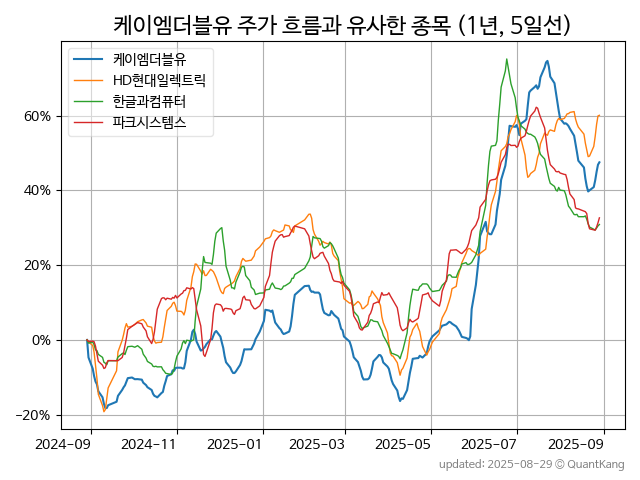 케이엠더블유 주가 흐름과 유사한 종목 (1년, 5일선)
케이엠더블유
HD현대일렉트릭
한글과컴퓨터
파크시스템스
60%
40%
20%
0%
−20%
2024-09 2024-11 2025-01 2025-03 2025-05 2025-07 2025-09
updated: 2025-08-29 © QuantKang